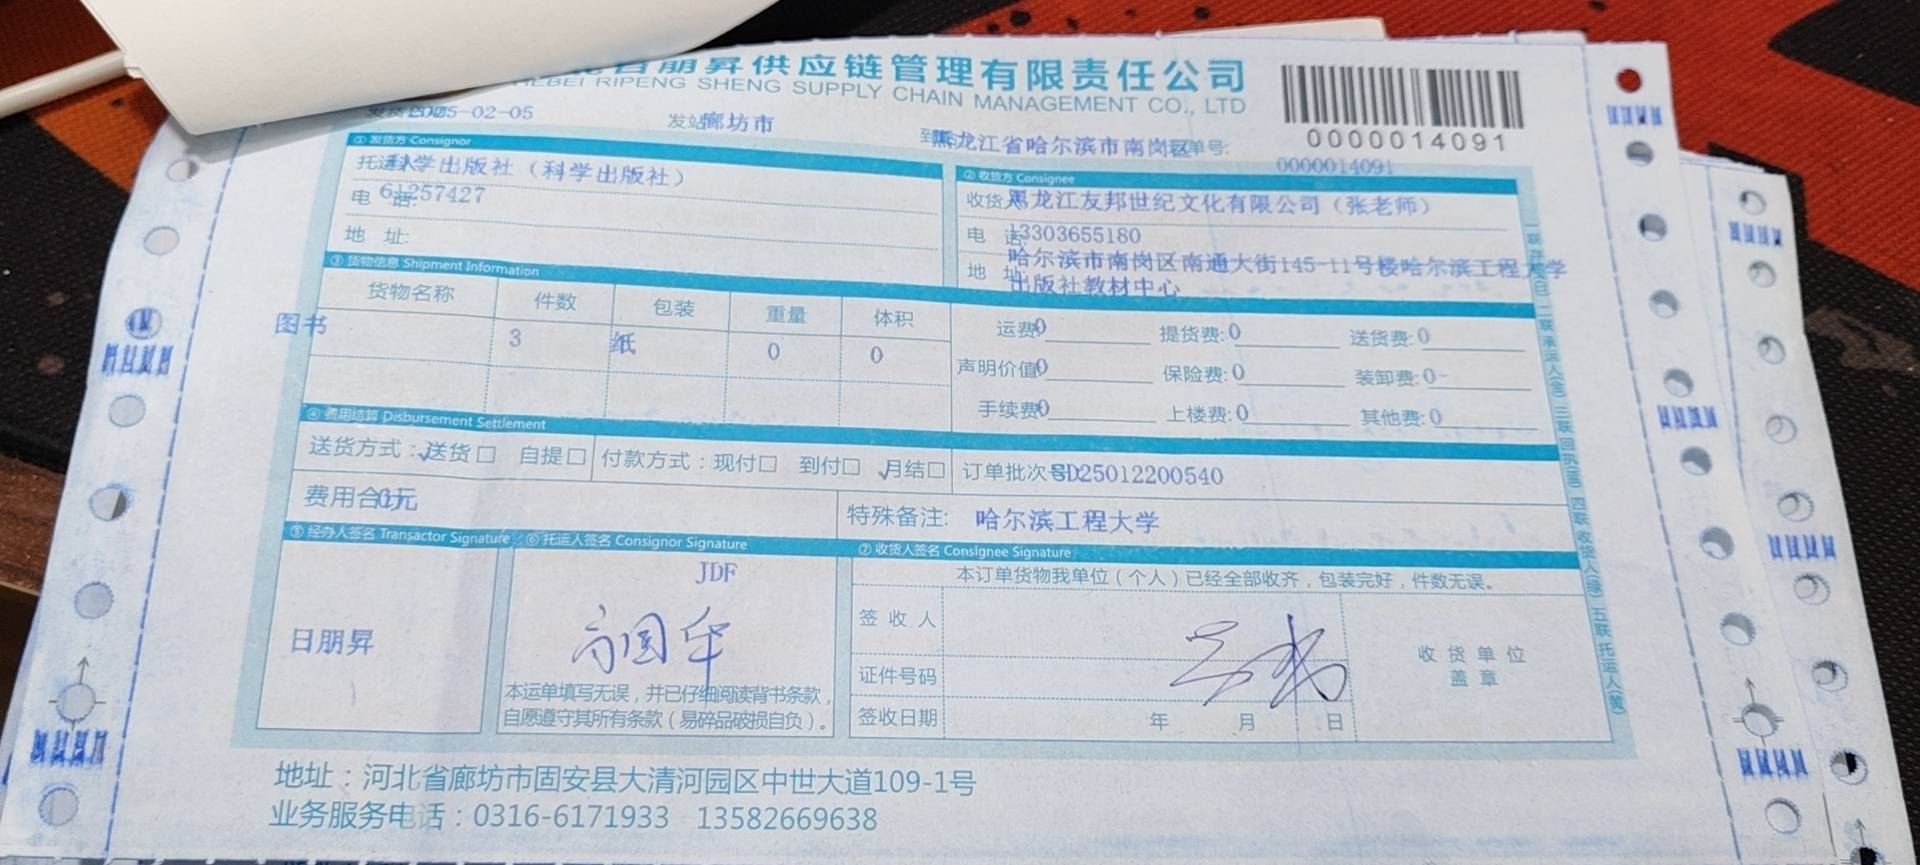 朋昇供应链管理有限责任公司
HEBEI RIPENG SHENG SUPPLY CHAIN MANAGEMENT CO., LTD
0000014091
2025-02-05 发站 廊坊市 黑龙江省哈尔滨市南岗区 单号:
0000014091
① 发货方 Consignor
科学出版社（科学出版社）
电 话: 61257427
地 址:
② 收货方 Consignee
收货 黑龙江友邦世纪文化有限公司（张老师）
电 话 13303655180
地 址 哈尔滨市南岗区南通大街145-11号楼哈尔滨工程大学
出版社教材中心
③ 货物信息 Shipment Information
货物名称 件数 包装 重量 体积
图书 3 纸 0 0
运费 0 提货费: 0 送货费: 0
声明价值 0 保险费: 0 装卸费: 0
手续费 0 上楼费: 0 其他费: 0
④ 费用结算 Disbursement Settlement
送货方式: ✓送货□ 自提□ 付款方式: 现付□ 到付□ ✓月结□ 订单批次号 D25012200540
费用合 0元
特殊备注: 哈尔滨工程大学
⑤ 经办人签名 Transactor Signature
日朋昇
⑥ 托运人签名 Consignor Signature
JDF
本运单填写无误，并已仔细阅读背书条款，
自愿遵守其所有条款（易碎品破损自负）。
⑦ 收货人签名 Consignee Signature
本订单货物我单位（个人）已经全部收齐，包装完好，件数无误。
签 收 人
证件号码
签收日期 年 月 日
收 货 单 位
盖 章
地址：河北省廊坊市固安县大清河园区中世大道109-1号
业务服务电话：0316-6171933 13582669638